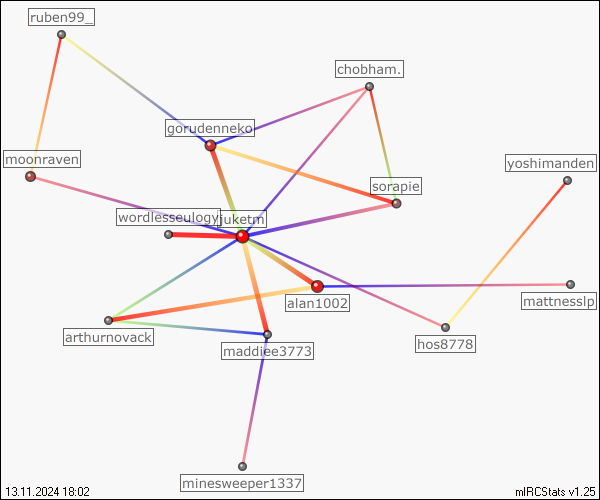 ruben99_
chobham.
gorudenneko
moonraven
yoshimanden
sorapie
wordlesseulogy
juketrn
alan1002
mattnesslp
arthurnovack
hos8778
maddiee3773
minesweeper1337
13.11.2024 18:02
mIRCStats v1.25